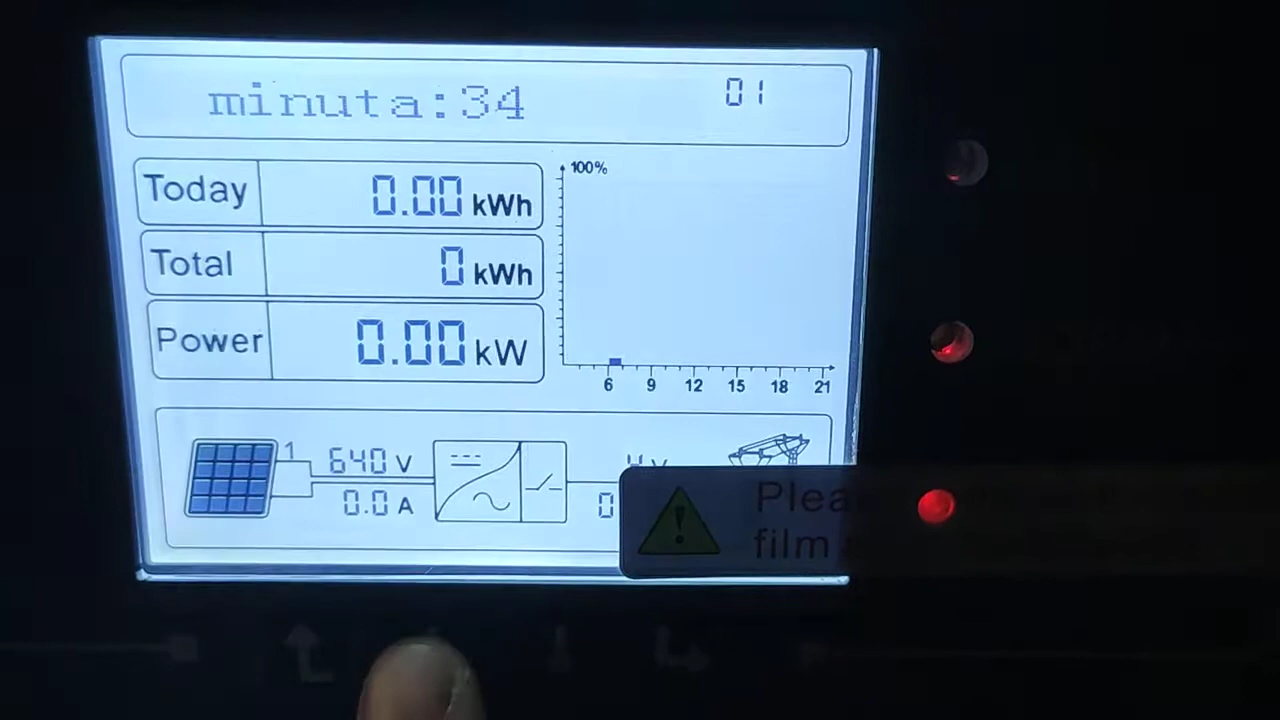 minuta:34 01
Today 0.00 kWh
Total 0 kWh
Power 0.00 kW
100%
6 9 12 15 18 21
1 640 V
0.0 A
0
film